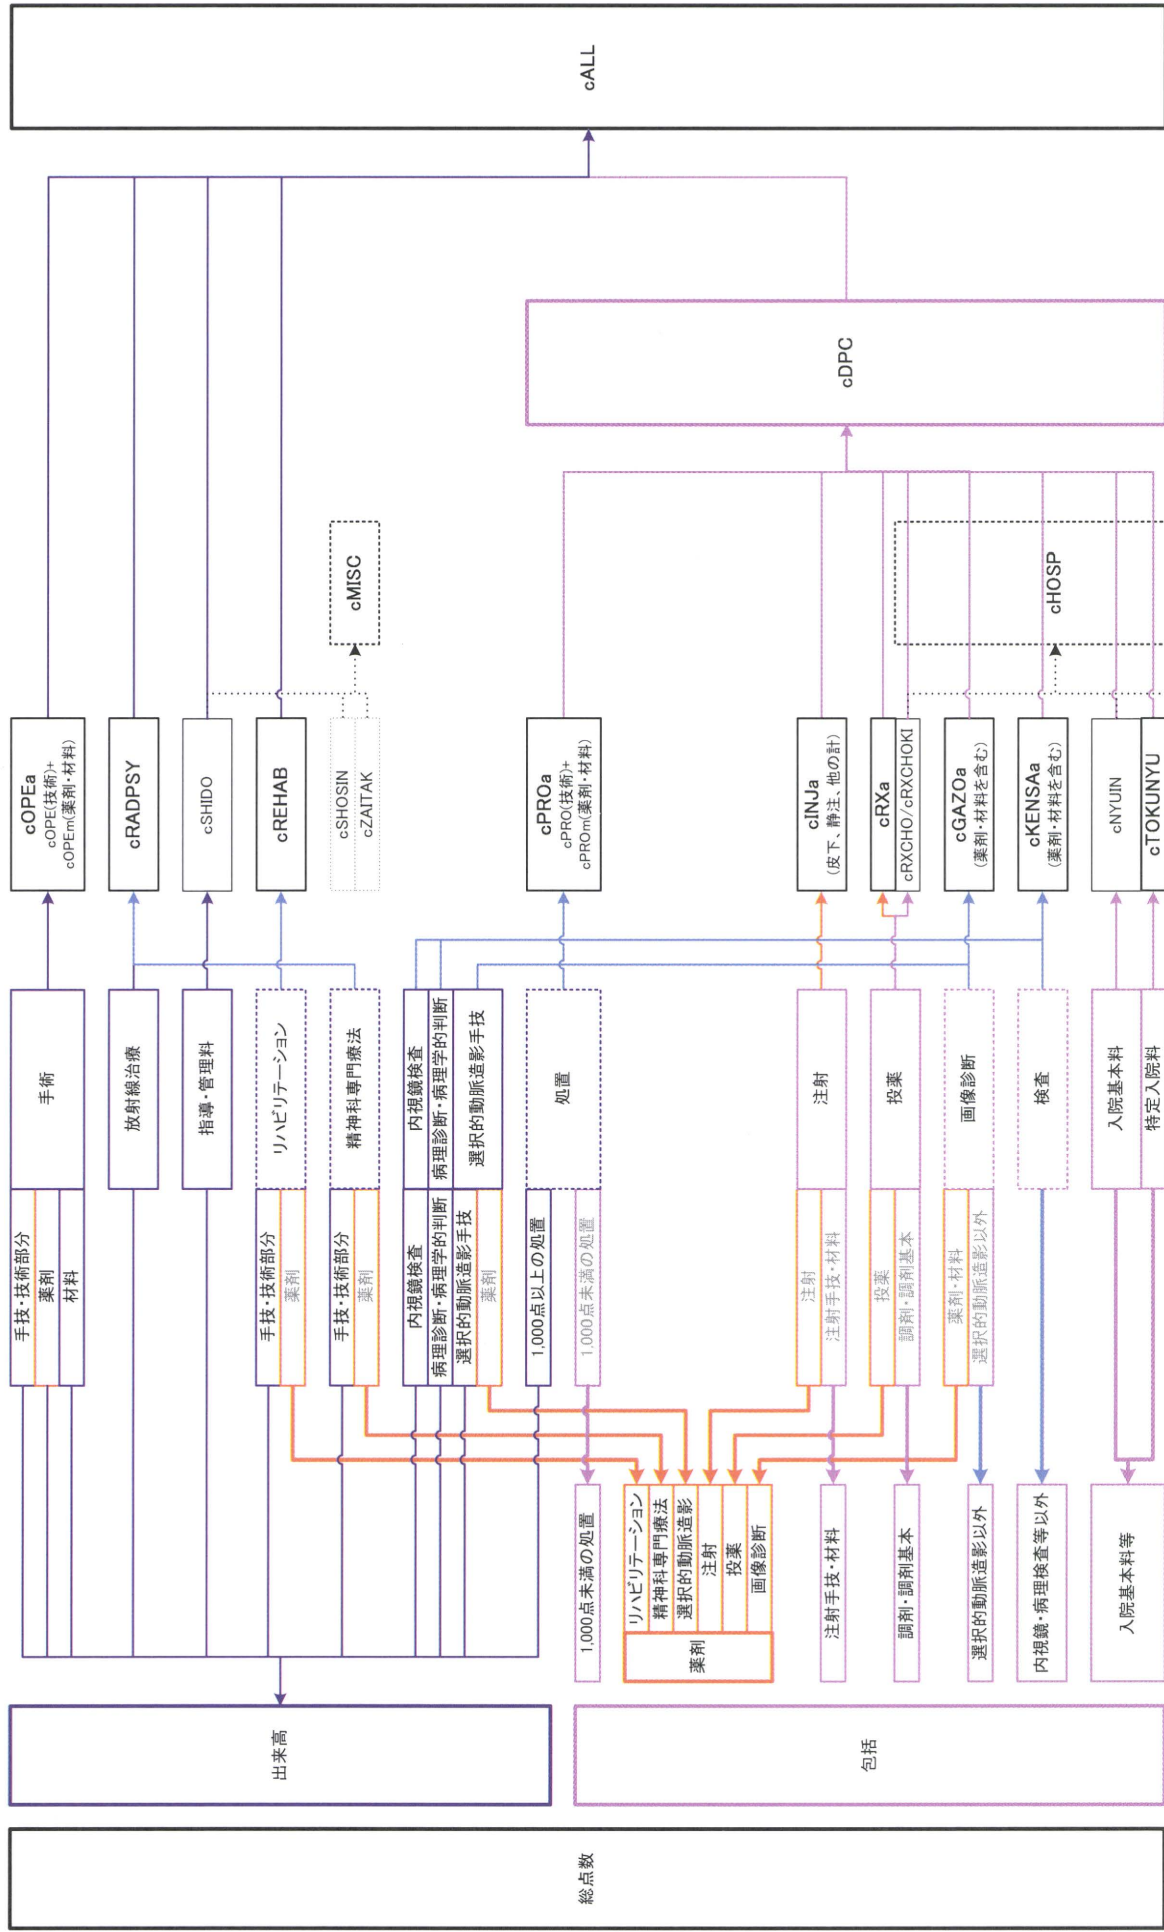 総点数
出来高
包括
1,000点未満の処置
薬剤
リハビリテーション
精神科専門療法
選択的動脈造影
注射
投薬
画像診断
注射手技・材料
調剤・調剤基本
選択的動脈造影以外
内視鏡・病理検査等以外
入院基本料等
手技・技術部分
薬剤
材料
手技・技術部分
薬剤
手技・技術部分
薬剤
内視鏡検査
病理診断・病理学的判断
選択的動脈造影手技
薬剤
1,000点以上の処置
1,000点未満の処置
注射
注射手技・材料
投薬
調剤・調剤基本
薬剤・材料
選択的動脈造影以外
手術
放射線治療
指導・管理料
リハビリテーション
精神科専門療法
内視鏡検査
病理診断・病理学的判断
選択的動脈造影手技
処置
注射
投薬
画像診断
検査
入院基本料
特定入院料
cOPEa
cOPE(技術)+
cOPEm(薬剤・材料)
cRADPSY
cSHIDO
cREHAB
cSHOSIN
cZAITAK
cPROa
cPRO(技術)+
cPROm(薬剤・材料)
cINJa
(皮下、静注、他の計)
cRXa
cRXCHO/cRXCHOKI
cGAZOa
(薬剤・材料を含む)
cKENSAa
(薬剤・材料を含む)
cNYUIN
cTOKUNYU
cMISC
cHOSP
cDPC
cALL